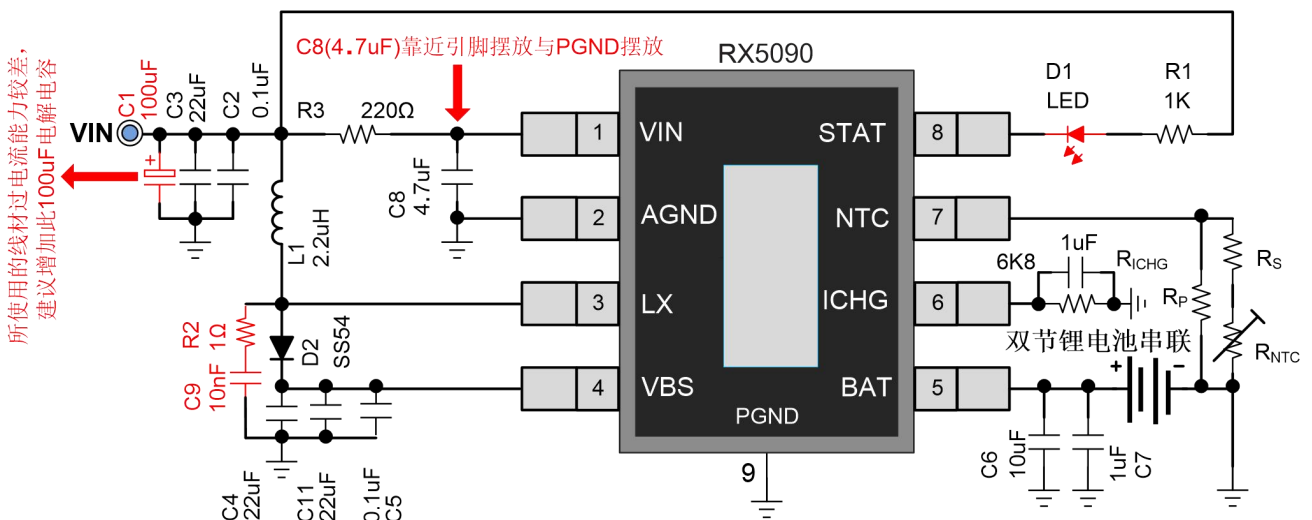 C8(4.7uF)靠近引脚摆放与PGND摆放
RX5090
所使用的线材过电流能力较差，
建议增加此100uF电解电容
VIN
C1
100uF
C3
22uF
C2
0.1uF
R3
220Ω
C8
4.7uF
L1
2.2uH
R2
1Ω
C9
10nF
D2
SS54
C4
22uF
C11
22uF
0.1uF
C5
1
VIN
2
AGND
3
LX
4
VBS
STAT
8
NTC
7
ICHG
6
BAT
5
PGND
9
D1
LED
R1
1K
1uF
6K8
RICHG
RP
RS
RNTC
双节锂电池串联
+
-
C6
10uF
1uF
C7
+